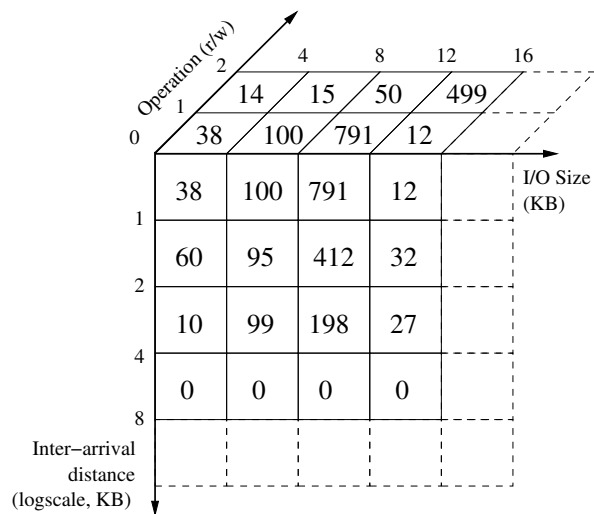 Operation (r/w)
0 1 2
4 8 12 16
14 15 50 499
38 100 791 12
I/O Size
(KB)
38 100 791 12
1
60 95 412 32
2
10 99 198 27
4
0 0 0 0
8
Inter−arrival
distance
(logscale, KB)